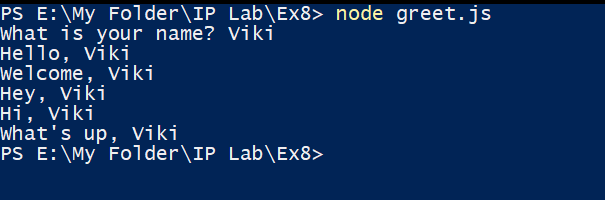 PS E:\My Folder\IP Lab\Ex8> node greet.js
What is your name? Viki
Hello, Viki
Welcome, Viki
Hey, Viki
Hi, Viki
What's up, Viki
PS E:\My Folder\IP Lab\Ex8>